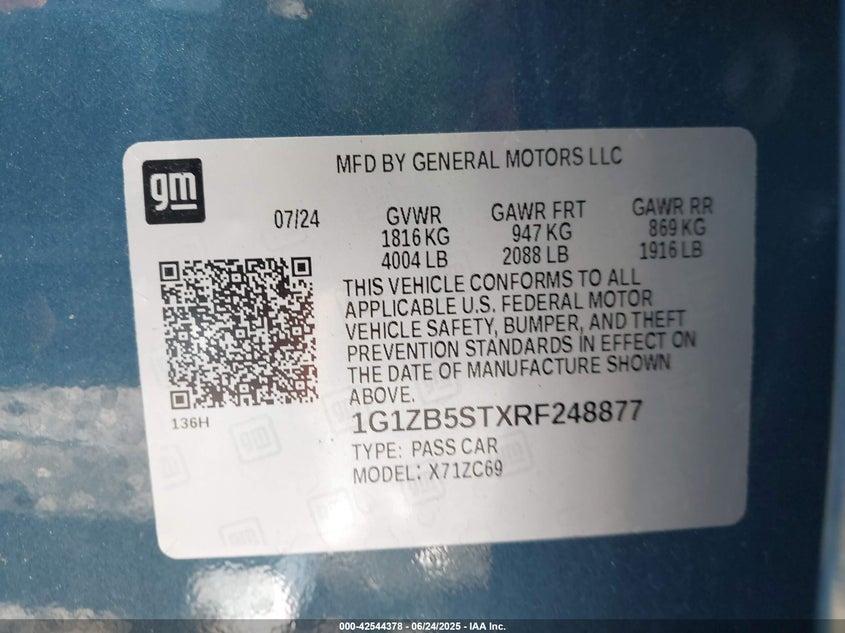 gm
MFD BY GENERAL MOTORS LLC
07/24
GVWR
1816 KG
4004 LB
GAWR FRT
947 KG
2088 LB
GAWR RR
869 KG
1916 LB
THIS VEHICLE CONFORMS TO ALL
APPLICABLE U.S. FEDERAL MOTOR
VEHICLE SAFETY, BUMPER, AND THEFT
PREVENTION STANDARDS IN EFFECT ON
THE DATE OF MANUFACTURE SHOWN
ABOVE.
136H
1G1ZB5STXRF248877
TYPE: PASS CAR
MODEL: X71ZC69
000-42544378 - 06/24/2025 - IAA Inc.